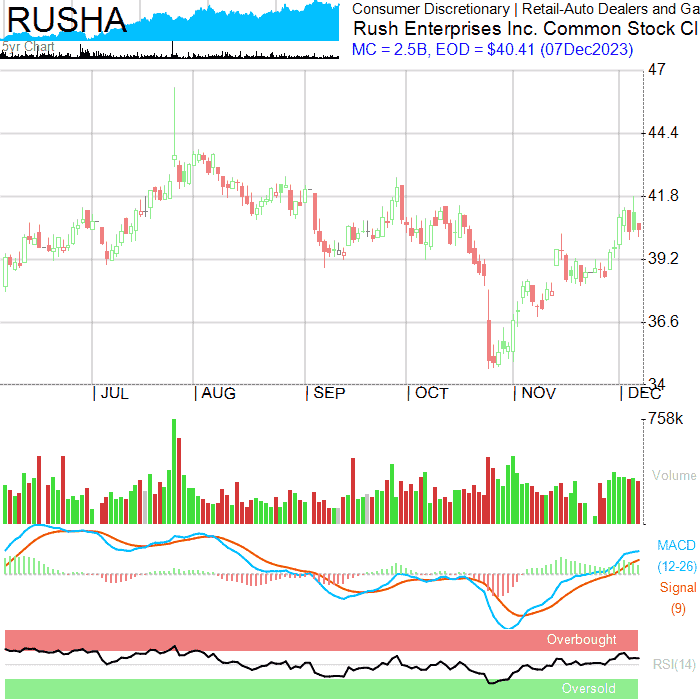 RUSHA
5yr Chart
Consumer Discretionary | Retail-Auto Dealers and Ga
Rush Enterprises Inc. Common Stock Cl
MC = 2.5B, EOD = $40.41 (07Dec2023)
47
44.4
41.8
39.2
36.6
34
| JUL | AUG | SEP | OCT | NOV | DEC
758k
Volume
MACD
(12-26)
Signal
(9)
Overbought
RSI(14)
Oversold